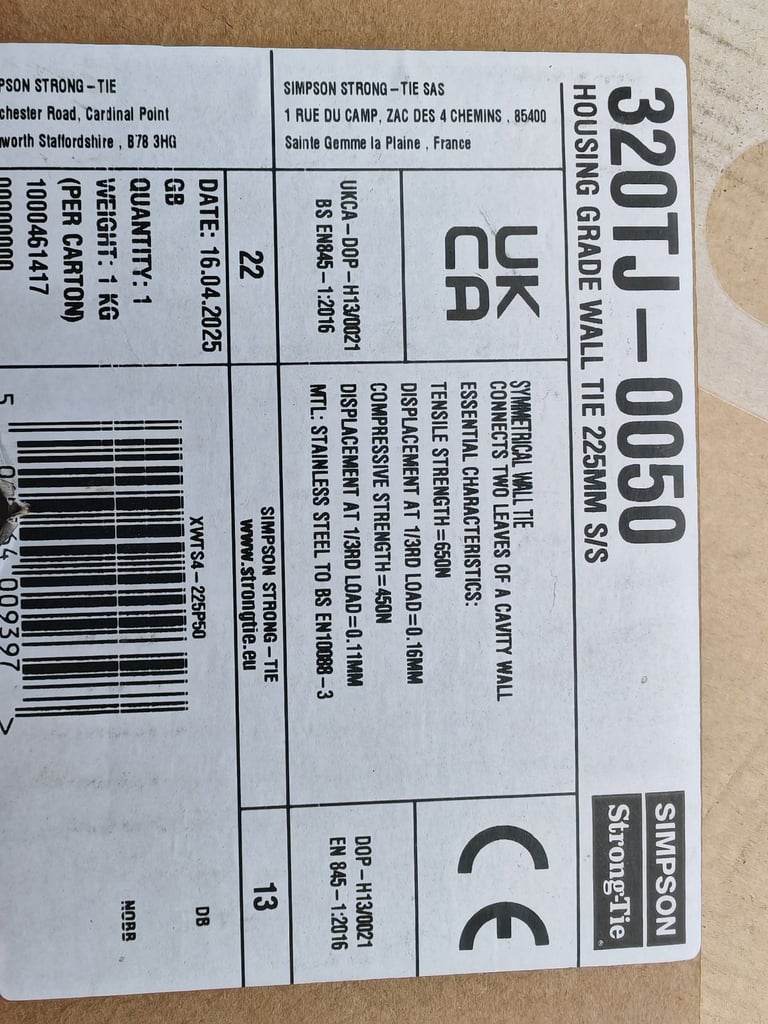 320TJ-0050
HOUSING GRADE WALL TIE 225MM S/S
SIMPSON
Strong-Tie
®
UK
CA
UKCA-DOP-H13/0021
BS EN845-1:2016
22
SYMMETRICAL WALL TIE
CONNECTS TWO LEAVES OF A CAVITY WALL
ESSENTIAL CHARACTERISTICS:
TENSILE STRENGTH=650N
DISPLACEMENT AT 1/3RD LOAD=0.16MM
COMPRESSIVE STRENGTH=450N
DISPLACEMENT AT 1/3RD LOAD=0.11MM
MTL: STAINLESS STEEL TO BS EN10088-3
CE
DOP-H13/0021
EN 845-1:2016
13
SIMPSON STRONG-TIE
www.strongtie.eu
SIMPSON STRONG-TIE SAS
1 RUE DU CAMP, ZAC DES 4 CHEMINS , 85400
Sainte Gemme la Plaine , France
PSON STRONG-TIE
chester Road, Cardinal Point
worth Staffordshire , B78 3HG
DATE: 16.04.2025
GB
QUANTITY: 1
WEIGHT: 1 KG
(PER CARTON)
1000461417
00000000
XWTS4-225P50
5 4 009397 >
DB
NOBB